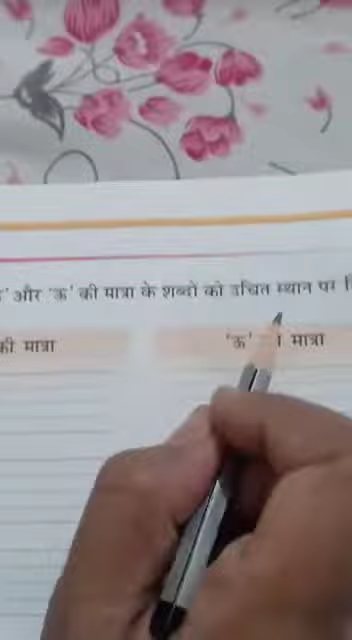 और 'ऊ' की मात्रा के शब्दों को उचित स्थान पर
की मात्रा
'ऊ' मात्रा